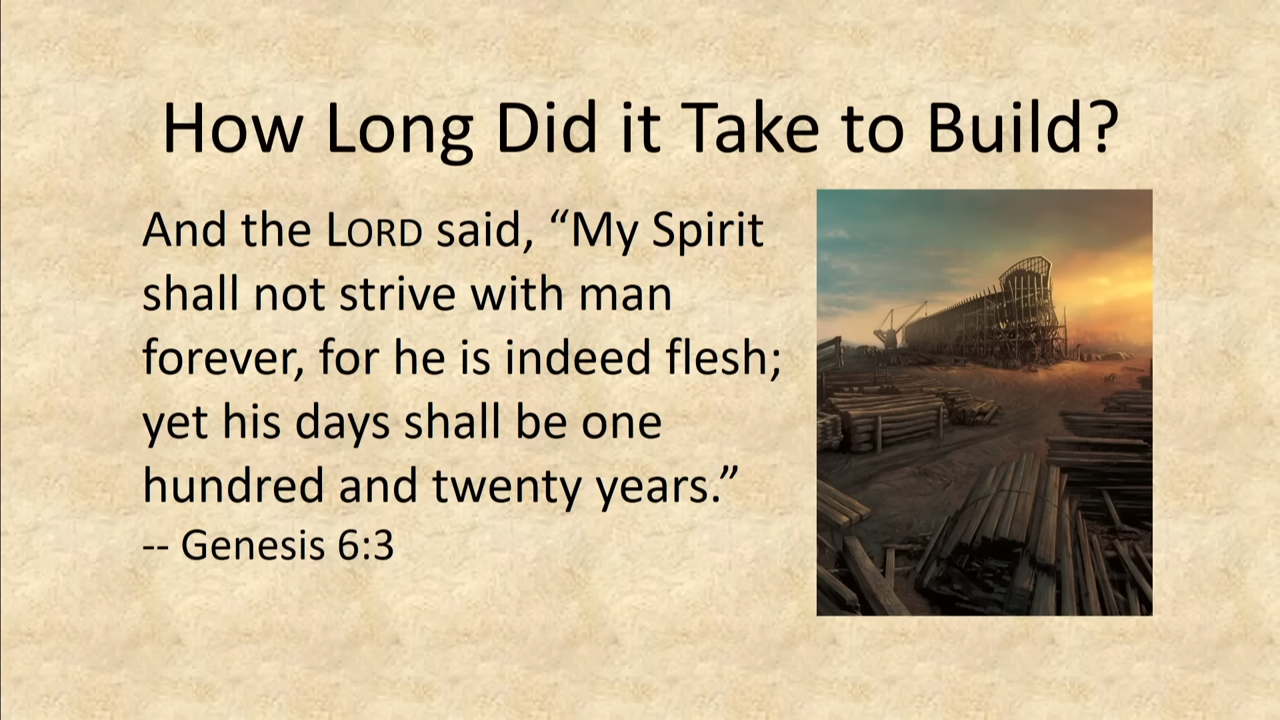 How Long Did it Take to Build?
And the LORD said, “My Spirit
shall not strive with man
forever, for he is indeed flesh;
yet his days shall be one
hundred and twenty years.”
-- Genesis 6:3